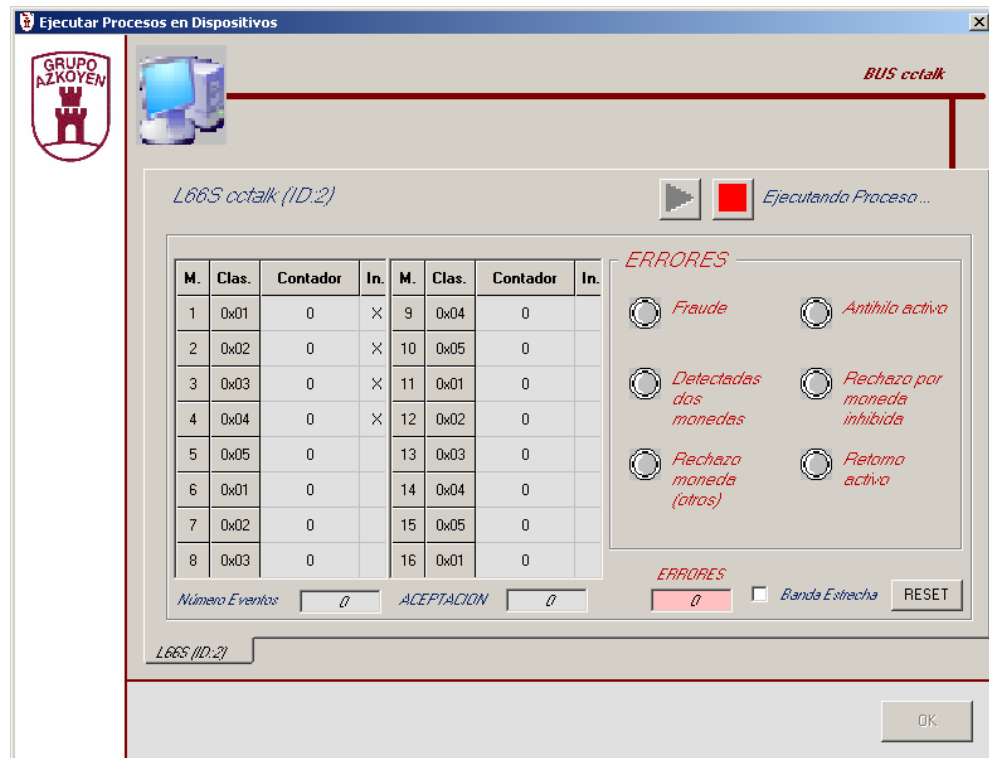 Ejecutar Procesos en Dispositivos
GRUPO
AZKOYEN
BUS cctalk
L66S cctalk (ID:2)
Ejecutando Proceso ...
M. Clas. Contador In. M. Clas. Contador In.
1 0x01 0 X 9 0x04 0
2 0x02 0 X 10 0x05 0
3 0x03 0 X 11 0x01 0
4 0x04 0 X 12 0x02 0
5 0x05 0 13 0x03 0
6 0x01 0 14 0x04 0
7 0x02 0 15 0x05 0
8 0x03 0 16 0x01 0
ERRORES
Fraude
Antihilo activo
Detectadas
dos
monedas
Rechazo por
moneda
inhibida
Rechazo
moneda
(otros)
Retorno
activo
Número Eventos 0
ACEPTACION 0
ERRORES
0
Banda Estrecha
RESET
L66S (ID:2)
OK